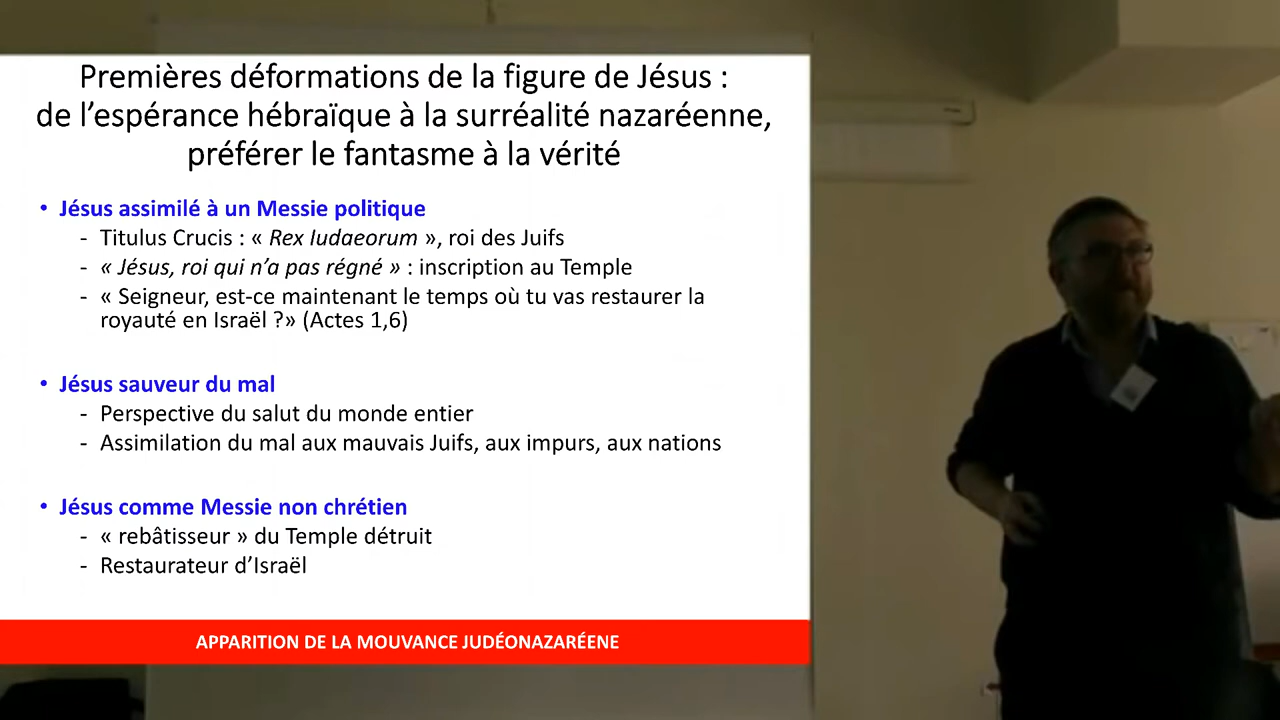 Premières déformations de la figure de Jésus :
de l’espérance hébraïque à la surréalité nazaréenne,
préférer le fantasme à la vérité
• Jésus assimilé à un Messie politique
- Titulus Crucis : « Rex Iudaeorum », roi des Juifs
- « Jésus, roi qui n’a pas régné » : inscription au Temple
- « Seigneur, est-ce maintenant le temps où tu vas restaurer la
royauté en Israël ?» (Actes 1,6)
• Jésus sauveur du mal
- Perspective du salut du monde entier
- Assimilation du mal aux mauvais Juifs, aux impurs, aux nations
• Jésus comme Messie non chrétien
- « rebâtisseur » du Temple détruit
- Restaurateur d’Israël
APPARITION DE LA MOUVANCE JUDÉONAZARÉENE